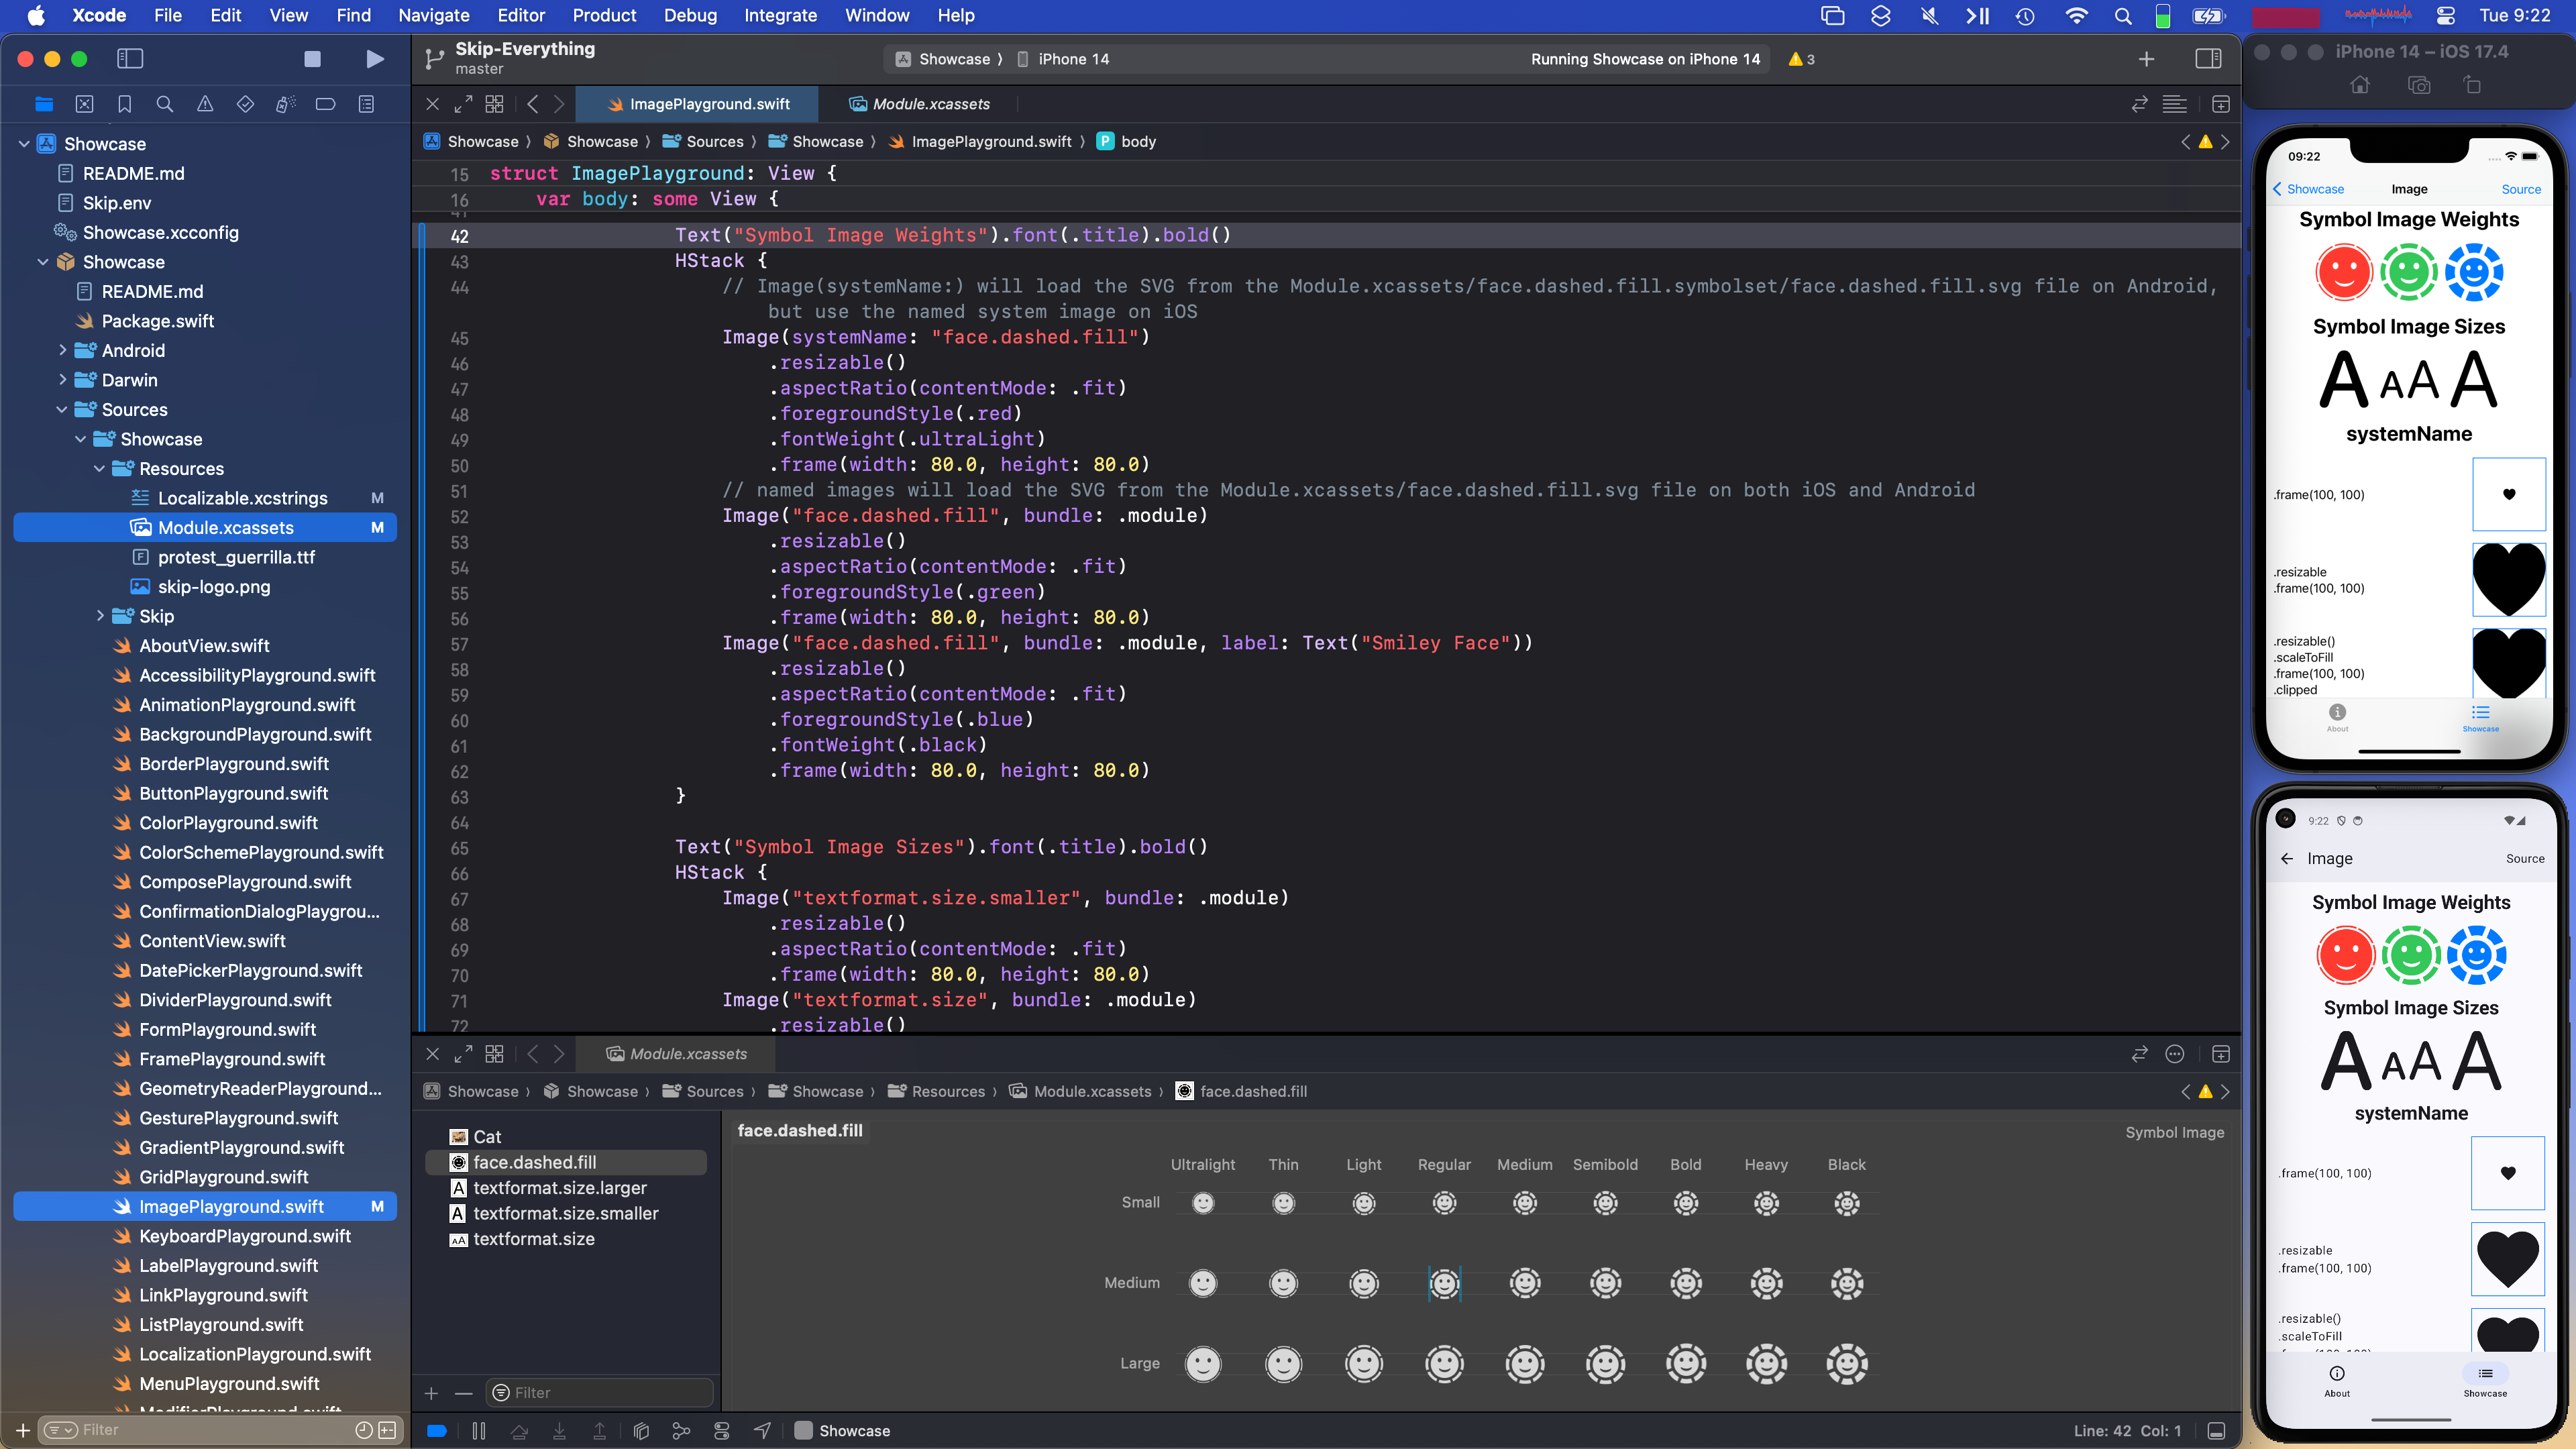 Xcode File Edit View Find Navigate Editor Product Debug Integrate Window Help Tue 9:22
Skip-Everything
master
Showcase iPhone 14
Running Showcase on iPhone 14
3
ImagePlayground.swift
Module.xcassets
Showcase Showcase Sources Showcase ImagePlayground.swift P body
Showcase
README.md
Skip.env
Showcase.xcconfig
Showcase
README.md
Package.swift
Android
Darwin
Sources
Showcase
Resources
Localizable.xcstrings M
Module.xcassets M
protest_guerrilla.ttf
skip-logo.png
Skip
AboutView.swift
AccessibilityPlayground.swift
AnimationPlayground.swift
BackgroundPlayground.swift
BorderPlayground.swift
ButtonPlayground.swift
ColorPlayground.swift
ColorSchemePlayground.swift
ComposePlayground.swift
ConfirmationDialogPlaygrou...
ContentView.swift
DatePickerPlayground.swift
DividerPlayground.swift
FormPlayground.swift
FramePlayground.swift
GeometryReaderPlayground...
GesturePlayground.swift
GradientPlayground.swift
GridPlayground.swift
ImagePlayground.swift M
KeyboardPlayground.swift
LabelPlayground.swift
LinkPlayground.swift
ListPlayground.swift
LocalizationPlayground.swift
MenuPlayground.swift
Filter
15 struct ImagePlayground: View {
16 var body: some View {
42 Text("Symbol Image Weights").font(.title).bold()
43 HStack {
44 // Image(systemName:) will load the SVG from the Module.xcassets/face.dashed.fill.symbolset/face.dashed.fill.svg file on Android,
but use the named system image on iOS
45 Image(systemName: "face.dashed.fill")
46 .resizable()
47 .aspectRatio(contentMode: .fit)
48 .foregroundStyle(.red)
49 .fontWeight(.ultraLight)
50 .frame(width: 80.0, height: 80.0)
51 // named images will load the SVG from the Module.xcassets/face.dashed.fill.svg file on both iOS and Android
52 Image("face.dashed.fill", bundle: .module)
53 .resizable()
54 .aspectRatio(contentMode: .fit)
55 .foregroundStyle(.green)
56 .frame(width: 80.0, height: 80.0)
57 Image("face.dashed.fill", bundle: .module, label: Text("Smiley Face"))
58 .resizable()
59 .aspectRatio(contentMode: .fit)
60 .foregroundStyle(.blue)
61 .fontWeight(.black)
62 .frame(width: 80.0, height: 80.0)
63 }
64
65 Text("Symbol Image Sizes").font(.title).bold()
66 HStack {
67 Image("textformat.size.smaller", bundle: .module)
68 .resizable()
69 .aspectRatio(contentMode: .fit)
70 .frame(width: 80.0, height: 80.0)
71 Image("textformat.size", bundle: .module)
72 .resizable()
Module.xcassets
Showcase Showcase Sources Showcase Resources Module.xcassets face.dashed.fill
Cat
face.dashed.fill
textformat.size.larger
textformat.size.smaller
textformat.size
Filter
face.dashed.fill
Symbol Image
Ultralight Thin Light Regular Medium Semibold Bold Heavy Black
Small
Medium
Large
Showcase
Line: 42 Col: 1
iPhone 14 – iOS 17.4
09:22
Showcase Image Source
Symbol Image Weights
Symbol Image Sizes
A AA A
systemName
.frame(100, 100)
.resizable
.frame(100, 100)
.resizable()
.scaleToFill
.frame(100, 100)
.clipped
About Showcase
9:22
Image Source
Symbol Image Weights
Symbol Image Sizes
A AA A
systemName
.frame(100, 100)
.resizable
.frame(100, 100)
.resizable()
.scaleToFill
About Showcase